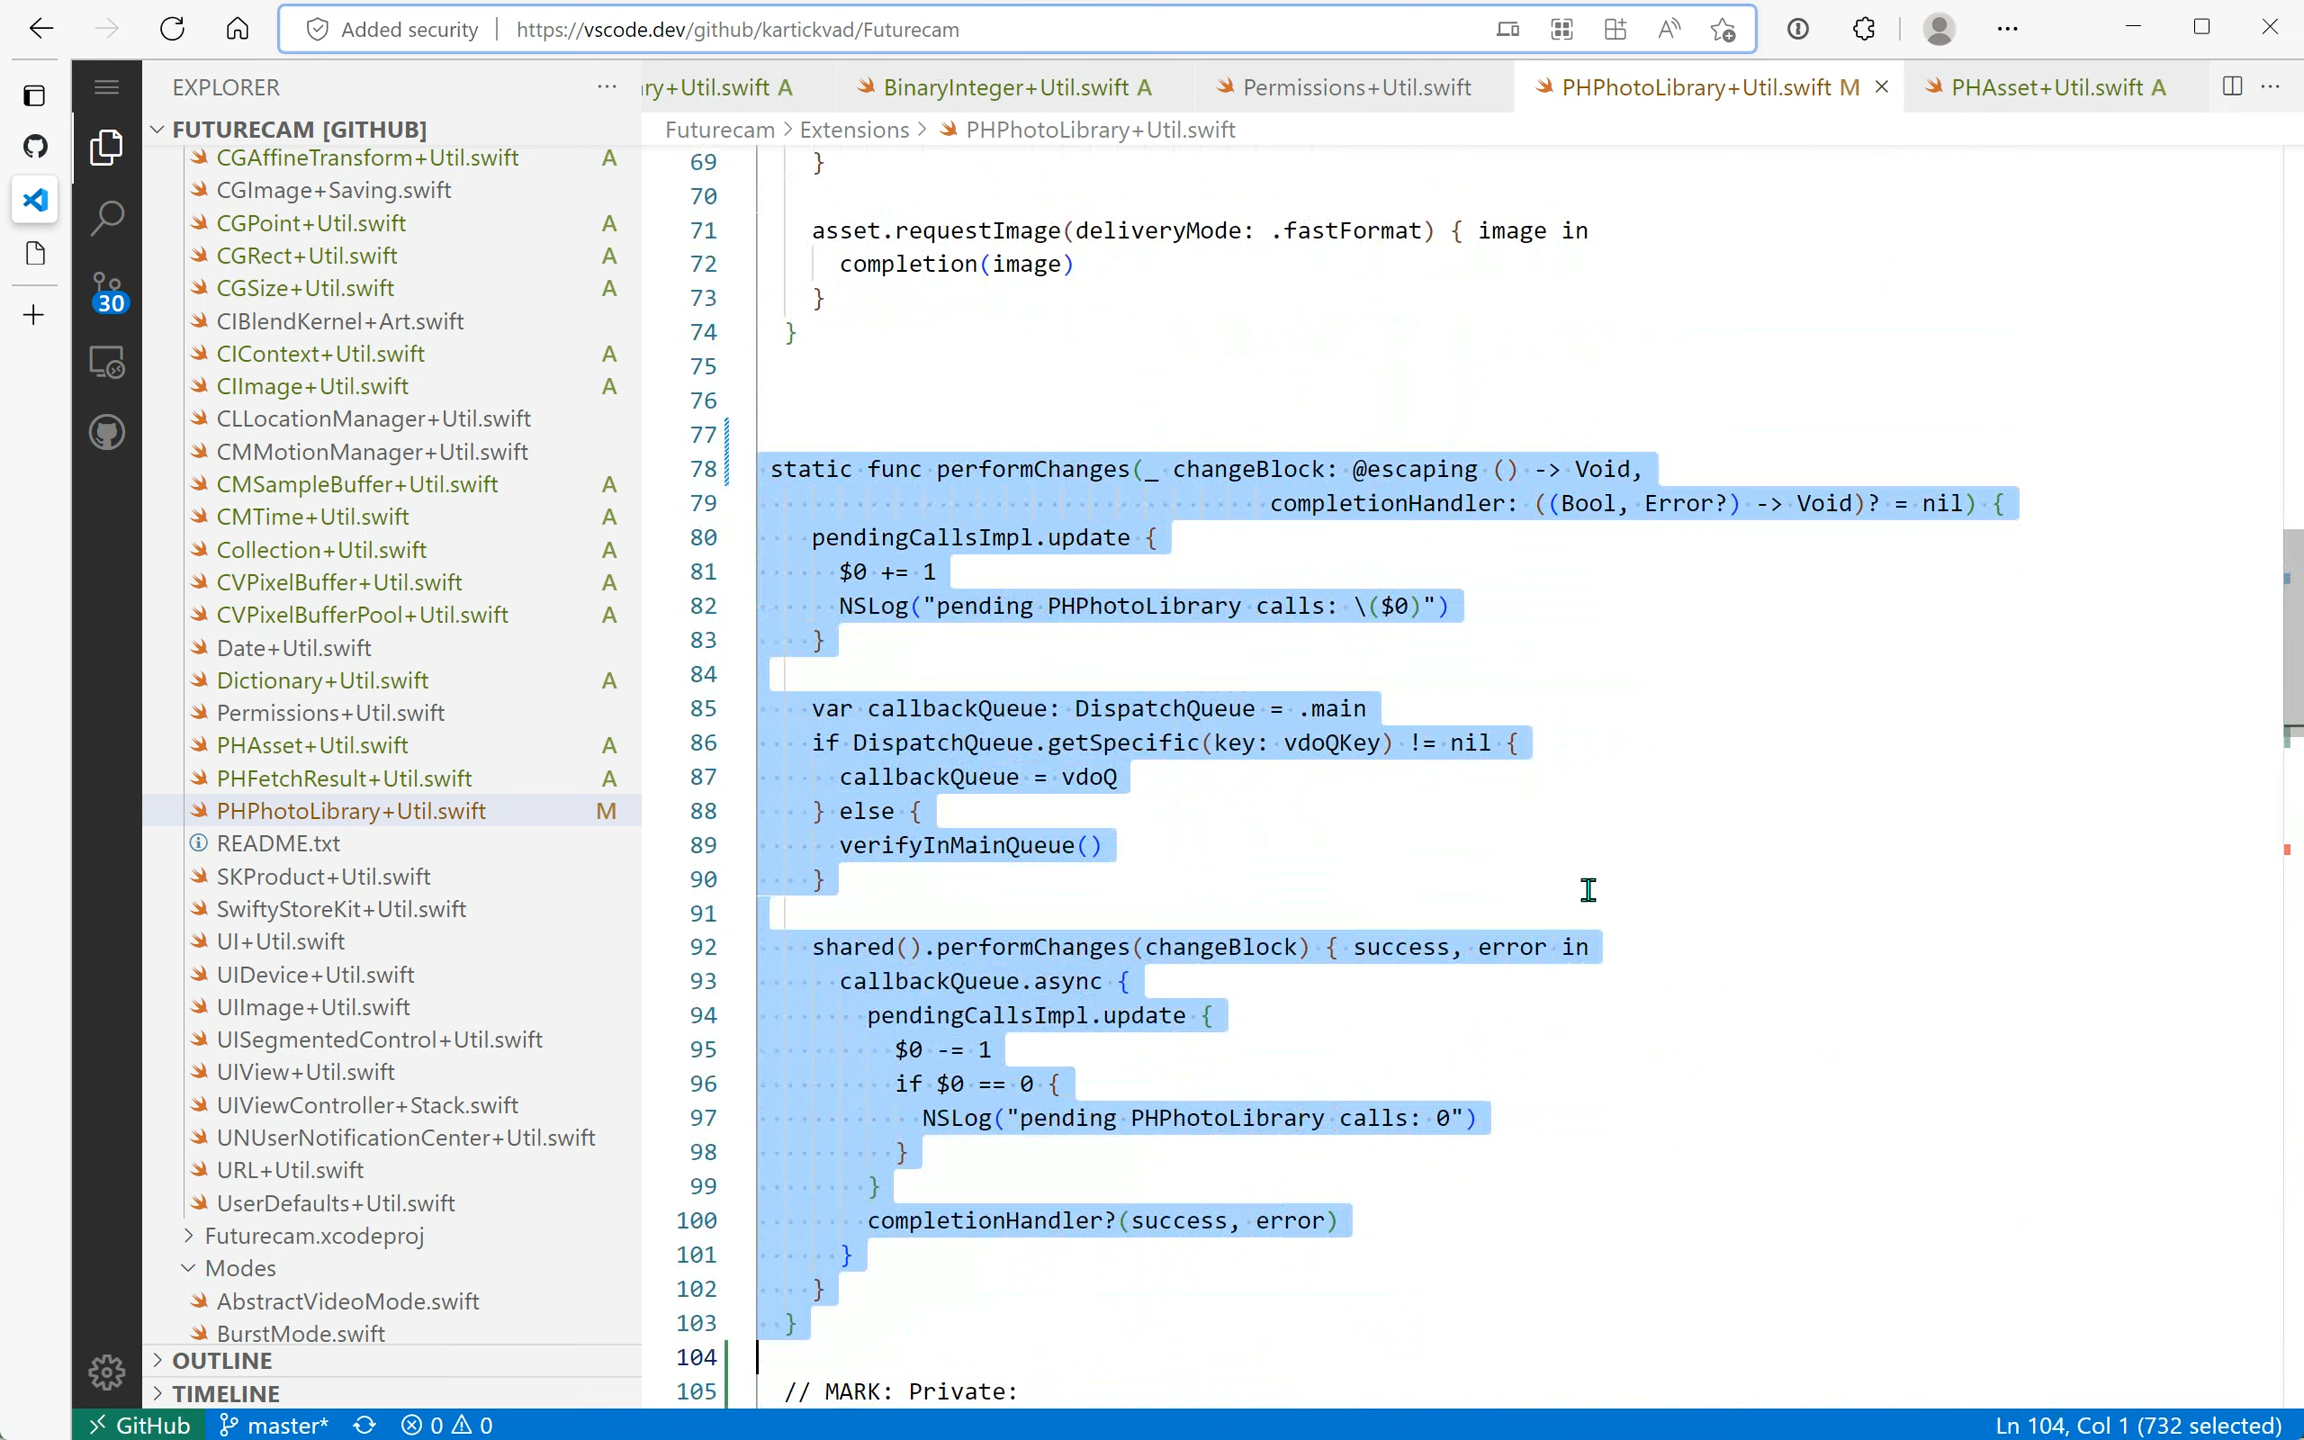 Added security
https://vscode.dev/github/kartickvad/Futurecam
EXPLORER
FUTURECAM [GITHUB]
CGAffineTransform+Util.swift A
CGImage+Saving.swift
CGPoint+Util.swift A
CGRect+Util.swift A
CGSize+Util.swift A
CIBlendKernel+Art.swift
CIContext+Util.swift A
CIImage+Util.swift A
CLLocationManager+Util.swift
CMMotionManager+Util.swift
CMSampleBuffer+Util.swift A
CMTime+Util.swift A
Collection+Util.swift A
CVPixelBuffer+Util.swift A
CVPixelBufferPool+Util.swift A
Date+Util.swift
Dictionary+Util.swift A
Permissions+Util.swift
PHAsset+Util.swift A
PHFetchResult+Util.swift A
PHPhotoLibrary+Util.swift M
README.txt
SKProduct+Util.swift
SwiftyStoreKit+Util.swift
UI+Util.swift
UIDevice+Util.swift
UIImage+Util.swift
UISegmentedControl+Util.swift
UIView+Util.swift
UIViewController+Stack.swift
UNUserNotificationCenter+Util.swift
URL+Util.swift
UserDefaults+Util.swift
Futurecam.xcodeproj
Modes
AbstractVideoMode.swift
BurstMode.swift
OUTLINE
TIMELINE
30
ry+Util.swift A
BinaryInteger+Util.swift A
Permissions+Util.swift
PHPhotoLibrary+Util.swift M
PHAsset+Util.swift A
Futurecam > Extensions > PHPhotoLibrary+Util.swift
69 }
70
71 asset.requestImage(deliveryMode: .fastFormat) { image in
72 completion(image)
73 }
74 }
75
76
77
78 static func performChanges(_ changeBlock: @escaping () -> Void,
79 completionHandler: ((Bool, Error?) -> Void)? = nil) {
80 pendingCallsImpl.update {
81 $0 += 1
82 NSLog("pending PHPhotoLibrary calls: \($0)")
83 }
84
85 var callbackQueue: DispatchQueue = .main
86 if DispatchQueue.getSpecific(key: vdoQKey) != nil {
87 callbackQueue = vdoQ
88 } else {
89 verifyInMainQueue()
90 }
91
92 shared().performChanges(changeBlock) { success, error in
93 callbackQueue.async {
94 pendingCallsImpl.update {
95 $0 -= 1
96 if $0 == 0 {
97 NSLog("pending PHPhotoLibrary calls: 0")
98 }
99 }
100 completionHandler?(success, error)
101 }
102 }
103 }
104
105 // MARK: Private:
GitHub
master*
0
0
Ln 104, Col 1 (732 selected)